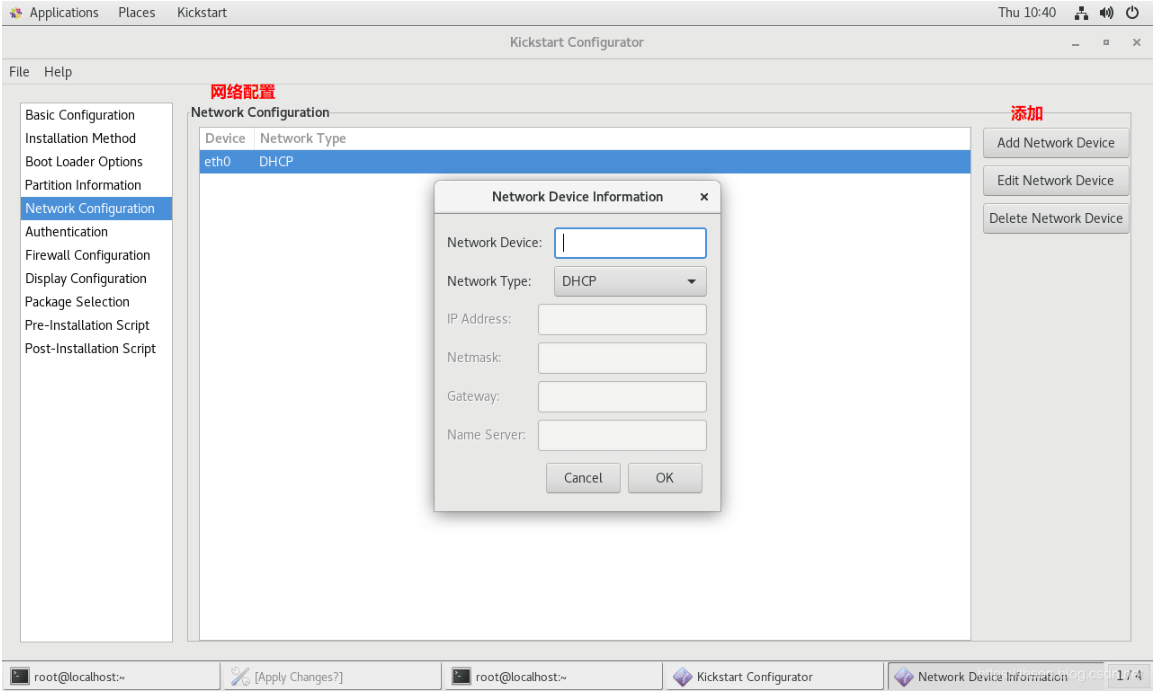 Applications Places Kickstart Thu 10:40
Kickstart Configurator
File Help
网络配置
添加
Basic Configuration
Installation Method
Boot Loader Options
Partition Information
Network Configuration
Authentication
Firewall Configuration
Display Configuration
Package Selection
Pre-Installation Script
Post-Installation Script
Network Configuration
Device Network Type
eth0 DHCP
Add Network Device
Edit Network Device
Delete Network Device
Network Device Information
Network Device:
Network Type: DHCP
IP Address:
Netmask:
Gateway:
Name Server:
Cancel OK
root@localhost:~ [Apply Changes?] root@localhost:~ Kickstart Configurator Network Device Information 1 / 4